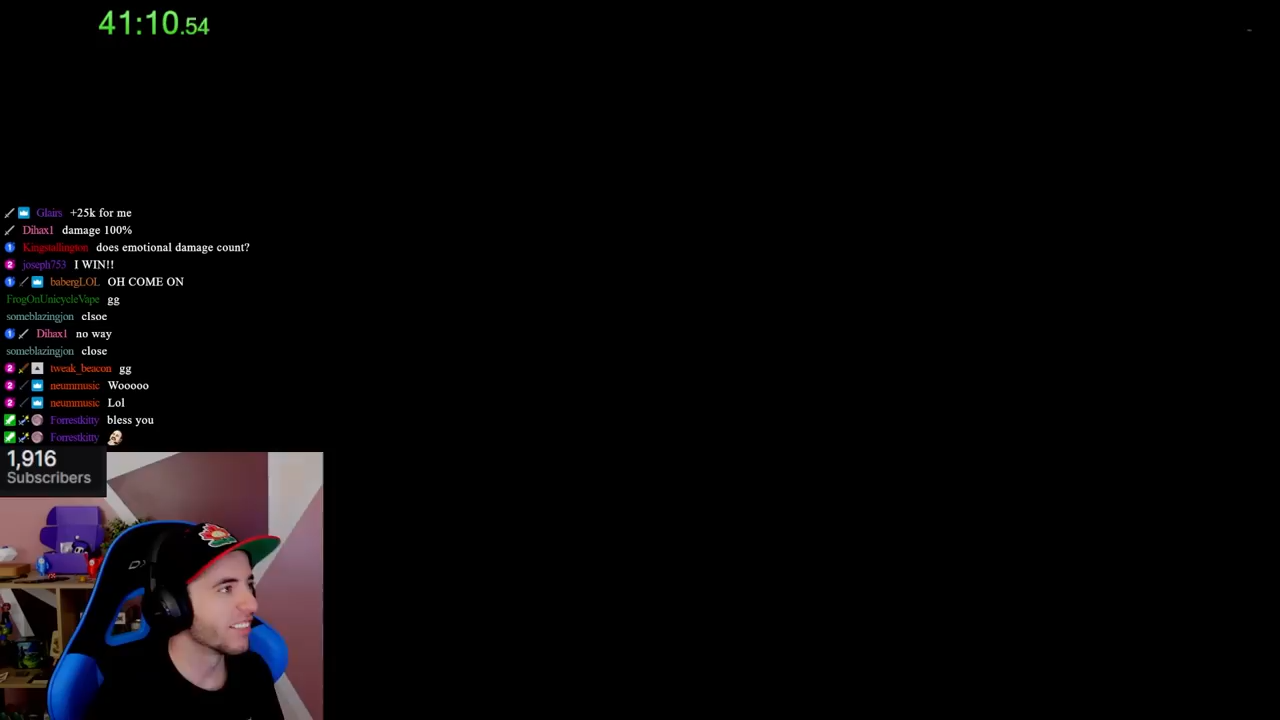 41:10.54
Glairs +25k for me
Dihax1 damage 100%
Kingstallington does emotional damage count?
joseph753 I WIN!!
babergLOL OH COME ON
FrogOnUnicycleVape gg
someblazingjon clsoe
Dihax1 no way
someblazingjon close
tweak_beacon gg
neummusic Wooooo
neummusic Lol
Forrestkitty bless you
Forrestkitty
1,916
Subscribers